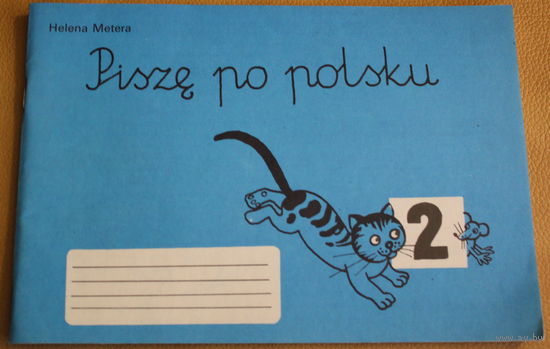 Helena Metera
Piszę po polsku
2